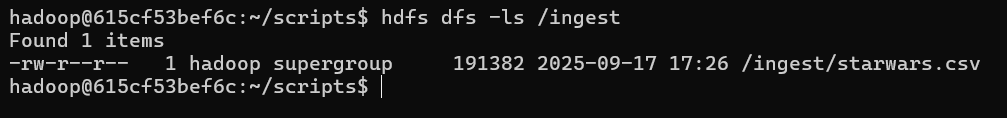 hadoop@615cf53bef6c:~/scripts$ hdfs dfs -ls /ingest
Found 1 items
-rw-r--r--   1 hadoop supergroup     191382 2025-09-17 17:26 /ingest/starwars.csv
hadoop@615cf53bef6c:~/scripts$